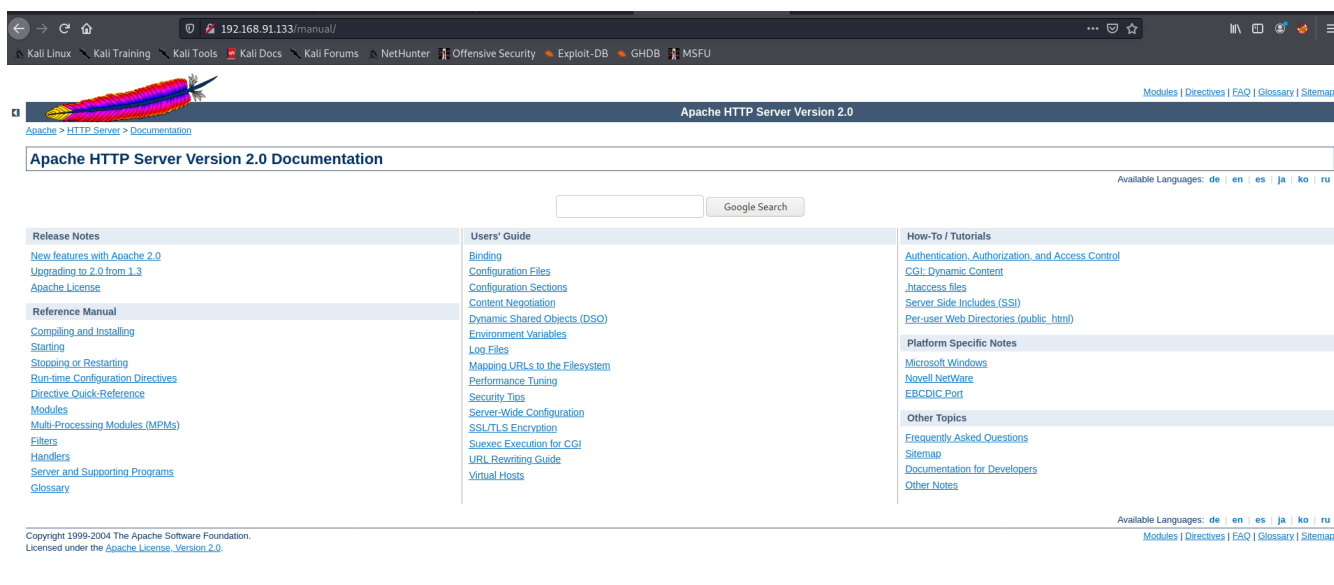 192.168.91.133/manual/
Kali Linux Kali Training Kali Tools Kali Docs Kali Forums NetHunter Offensive Security Exploit-DB GHDB MSFU
Modules | Directives | FAQ | Glossary | Sitemap
Apache HTTP Server Version 2.0
Apache > HTTP Server > Documentation
Apache HTTP Server Version 2.0 Documentation
Available Languages: de | en | es | ja | ko | ru
Google Search
Release Notes
New features with Apache 2.0
Upgrading to 2.0 from 1.3
Apache License
Reference Manual
Compiling and Installing
Starting
Stopping or Restarting
Run-time Configuration Directives
Directive Quick-Reference
Modules
Multi-Processing Modules (MPMs)
Filters
Handlers
Server and Supporting Programs
Glossary
Users' Guide
Binding
Configuration Files
Configuration Sections
Content Negotiation
Dynamic Shared Objects (DSO)
Environment Variables
Log Files
Mapping URLs to the Filesystem
Performance Tuning
Security Tips
Server-Wide Configuration
SSL/TLS Encryption
Suexec Execution for CGI
URL Rewriting Guide
Virtual Hosts
How-To / Tutorials
Authentication, Authorization, and Access Control
CGI: Dynamic Content
.htaccess files
Server Side Includes (SSI)
Per-user Web Directories (public_html)
Platform Specific Notes
Microsoft Windows
Novell NetWare
EBCDIC Port
Other Topics
Frequently Asked Questions
Sitemap
Documentation for Developers
Other Notes
Available Languages: de | en | es | ja | ko | ru
Copyright 1999-2004 The Apache Software Foundation.
Licensed under the Apache License, Version 2.0.
Modules | Directives | FAQ | Glossary | Sitemap